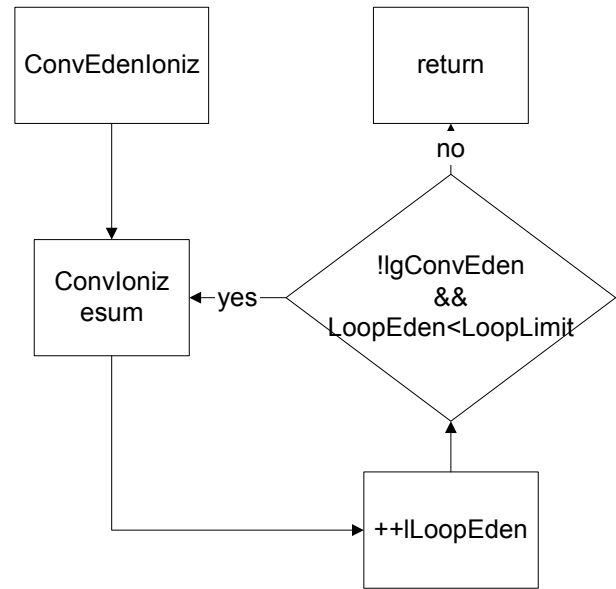 ConvEdenIoniz
return
no
!lgConvEden
&&
LoopEden<LoopLimit
yes
ConvIoniz
esum
++lLoopEden